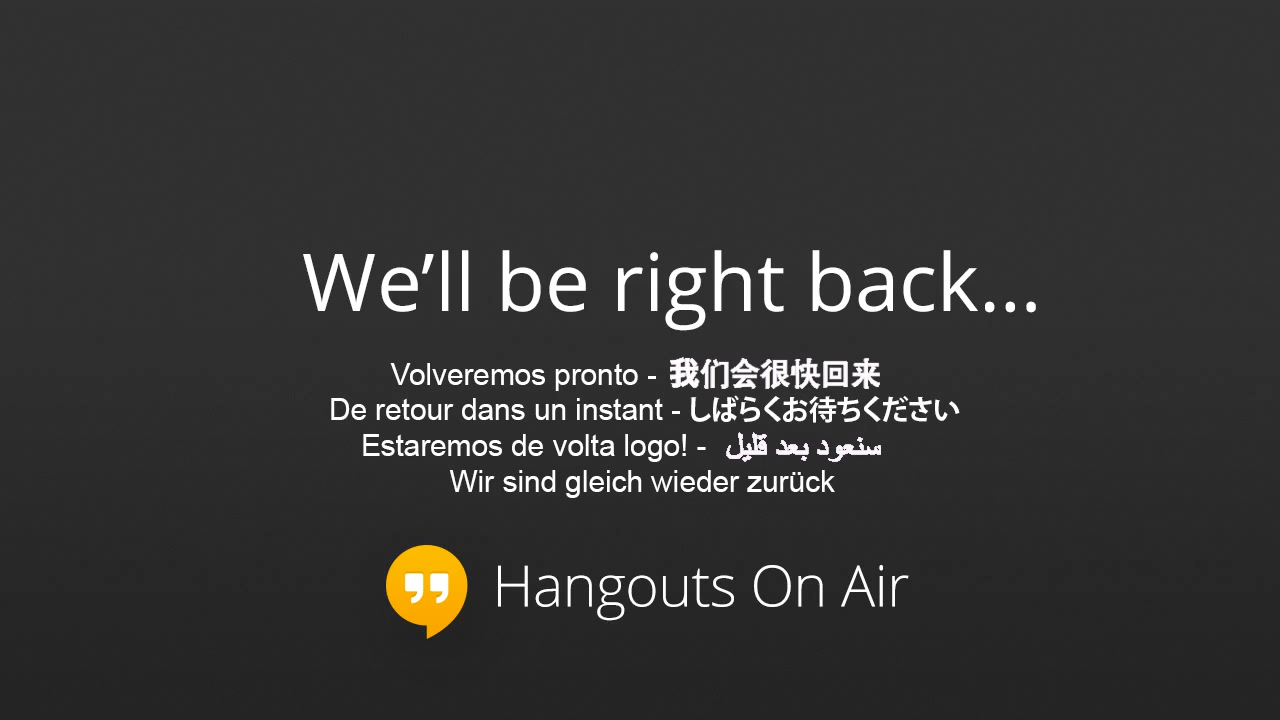 We’ll be right back...
Volveremos pronto - 我们会很快回来
De retour dans un instant - しばらくお待ちください
Estaremos de volta logo! - سنعود بعد قليل
Wir sind gleich wieder zurück
Hangouts On Air